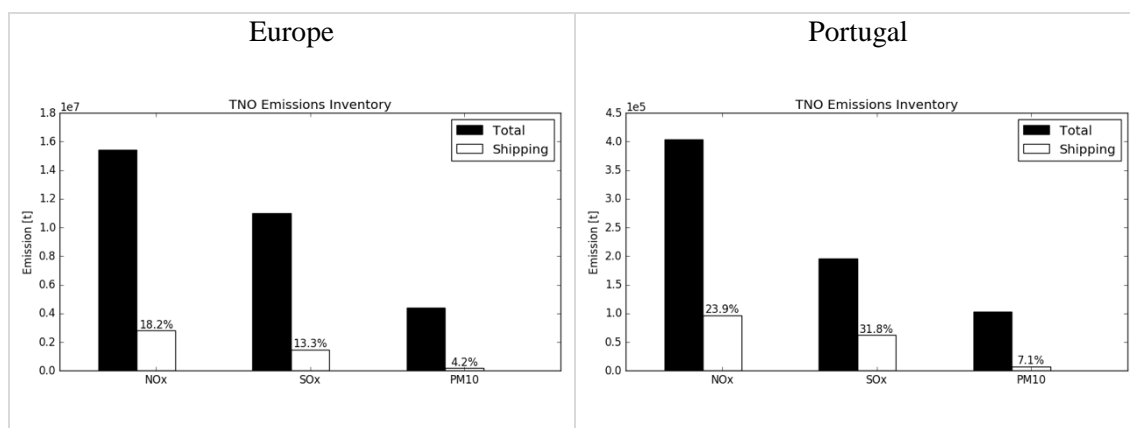 Europe
TNO Emissions Inventory
1e7
1.8
1.6
1.4
1.2
1.0
0.8
0.6
0.4
0.2
0.0
Emission [t]
Total
Shipping
18.2%
13.3%
4.2%
NOx SOx PM10
Portugal
TNO Emissions Inventory
1e5
4.5
4.0
3.5
3.0
2.5
2.0
1.5
1.0
0.5
0.0
Emission [t]
Total
Shipping
23.9%
31.8%
7.1%
NOx SOx PM10